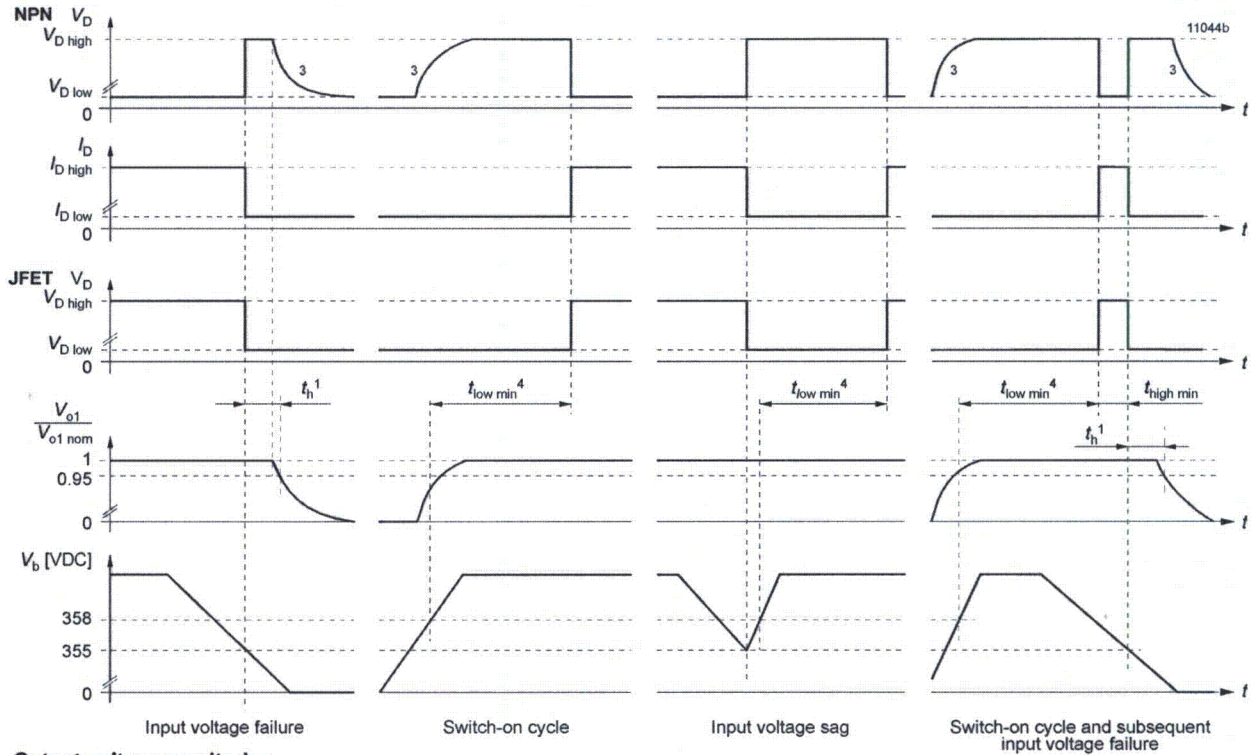 NPN V_D
11044b
V_D high
3
3
3
3
V_D low
0
t
I_D
I_D high
I_D low
0
t
JFET V_D
V_D high
V_D low
0
t
t_h^1
t_low min^4
t_low min^4
t_low min^4
t_high min
V_o1
V_o1 nom
t_h^1
1
0.95
0
t
V_b [VDC]
358
355
0
t
Input voltage failure
Switch-on cycle
Input voltage sag
Switch-on cycle and subsequent
input voltage failure